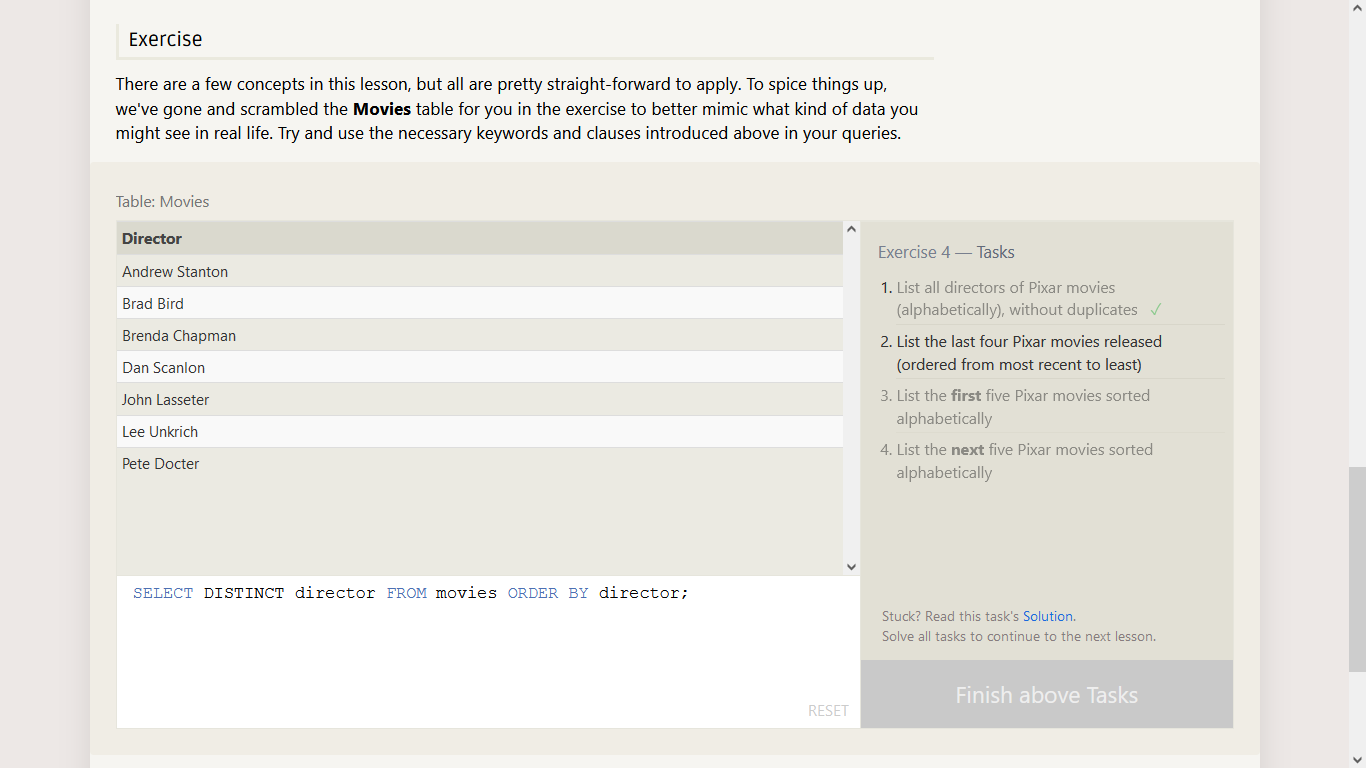 Exercise
There are a few concepts in this lesson, but all are pretty straight-forward to apply. To spice things up,
we've gone and scrambled the Movies table for you in the exercise to better mimic what kind of data you
might see in real life. Try and use the necessary keywords and clauses introduced above in your queries.
Table: Movies
Director
Andrew Stanton
Brad Bird
Brenda Chapman
Dan Scanlon
John Lasseter
Lee Unkrich
Pete Docter
SELECT DISTINCT director FROM movies ORDER BY director;
RESET
Exercise 4 — Tasks
1. List all directors of Pixar movies
(alphabetically), without duplicates ✓
2. List the last four Pixar movies released
(ordered from most recent to least)
3. List the first five Pixar movies sorted
alphabetically
4. List the next five Pixar movies sorted
alphabetically
Stuck? Read this task's Solution.
Solve all tasks to continue to the next lesson.
Finish above Tasks